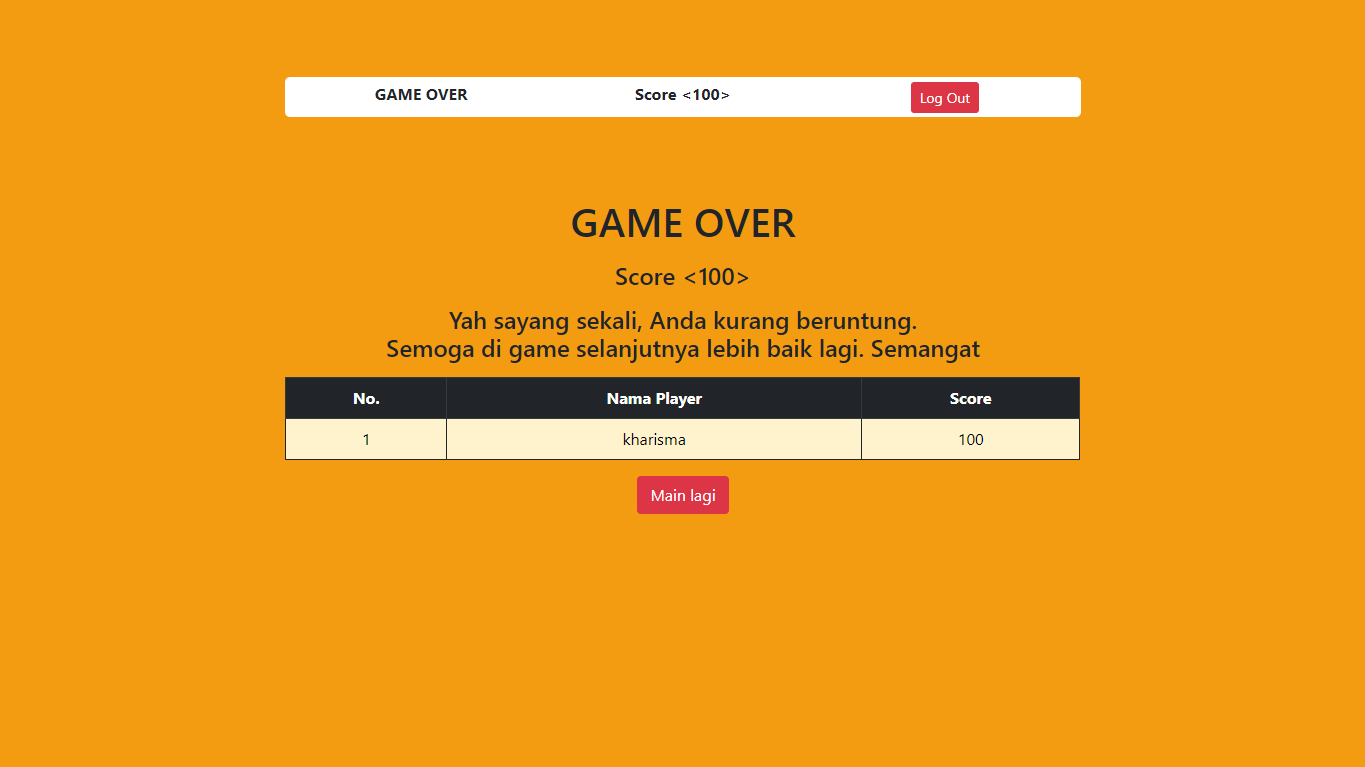 GAME OVER Score <100> Log Out
GAME OVER
Score <100>
Yah sayang sekali, Anda kurang beruntung.
Semoga di game selanjutnya lebih baik lagi. Semangat
No. Nama Player Score
1 kharisma 100
Main lagi